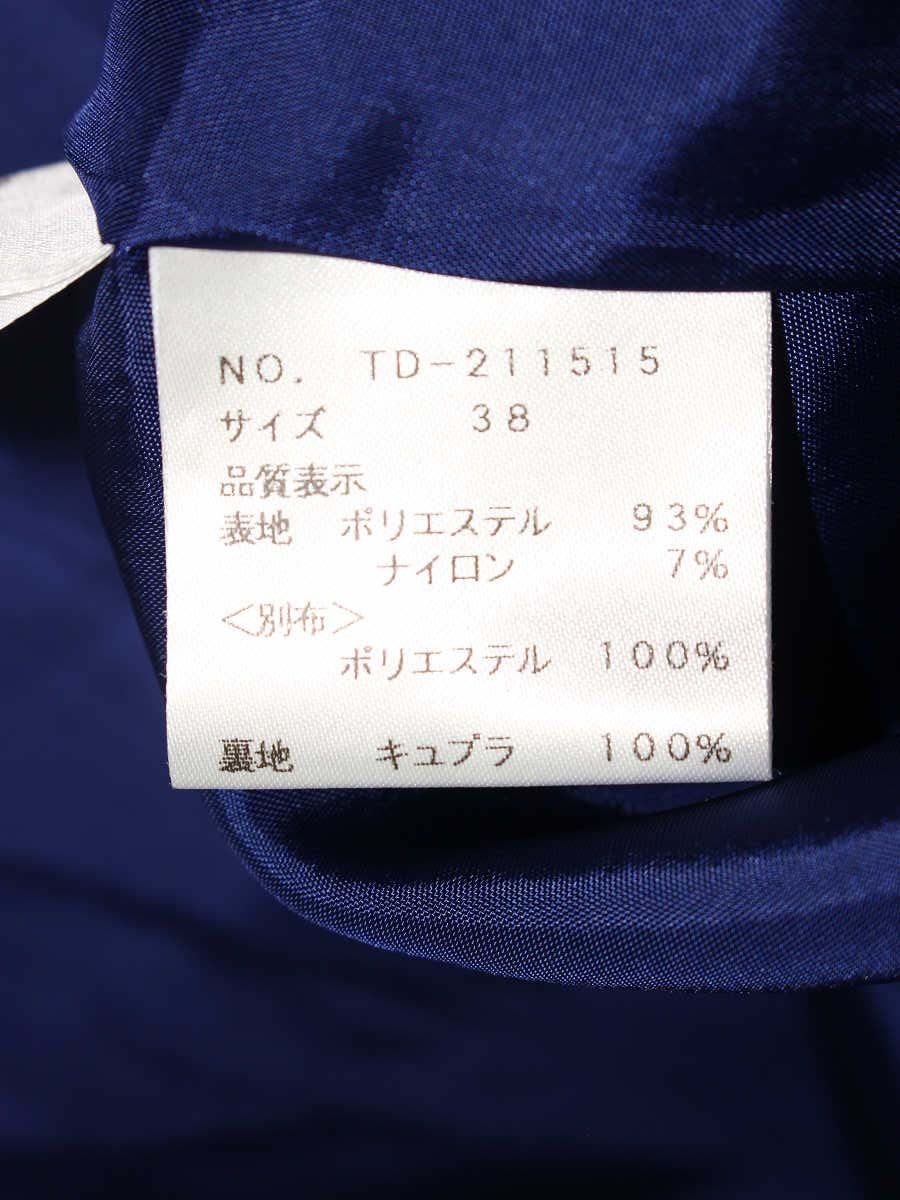 NO. TD-211515
サイズ 38
品質表示
表地 ポリエステル 93%
ナイロン 7%
<別布>
ポリエステル 100%
裏地 キュプラ 100%